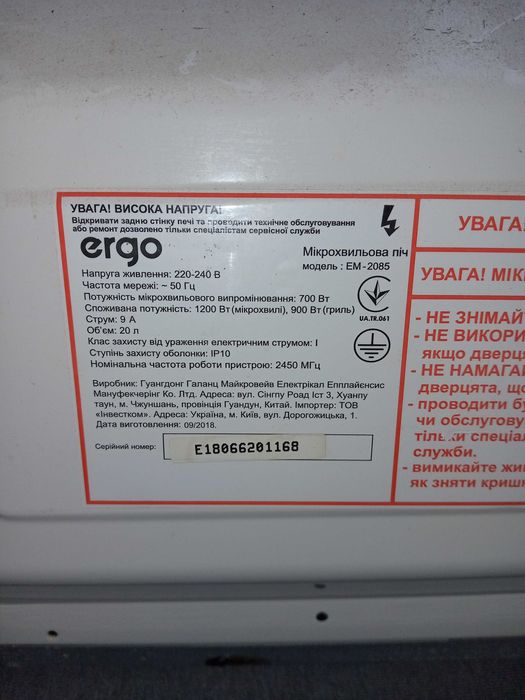 УВАГА! ВИСОКА НАПРУГА!
Відкривати задню стінку печі та проводити технічне обслуговування
або ремонт дозволено тільки спеціалістам сервісної служби
ergo
Мікрохвильова піч
модель : EM-2085
Напруга живлення: 220-240 В
Частота мережі: ~ 50 Гц
Потужність мікрохвильового випромінювання: 700 Вт
Споживана потужність: 1200 Вт (мікрохвилі), 900 Вт (гриль)
Струм: 9 А
Об'єм: 20 л
Клас захисту від ураження електричним струмом: I
Ступінь захисту оболонки: IP10
Номінальна частота роботи пристрою: 2450 МГц
UA.TR.061
Виробник: Гуангдонг Галанц Майкровейв Електрікал Епплайєнсис
Мануфекчерінг Ко. Лтд. Адреса: вул. Сінгпу Роад Іст 3, Хуанпу
таун, м. Чжуншань, провінція Гуандун, Китай. Імпортер: ТОВ
«Інвестком». Адреса: Україна, м. Київ, вул. Дорогожицька, 1.
Дата виготовлення: 09/2018.
Серійний номер: E18066201168
УВАГА
УВАГА! МІК
- НЕ ЗНІМАЙ
- НЕ ВИКОРИ
якщо дверц
- НЕ НАМАГА
дверцята, що
- проводити бу
чи обслугову
тільки спеціал
служби.
- вимикайте жи
як зняти кришк